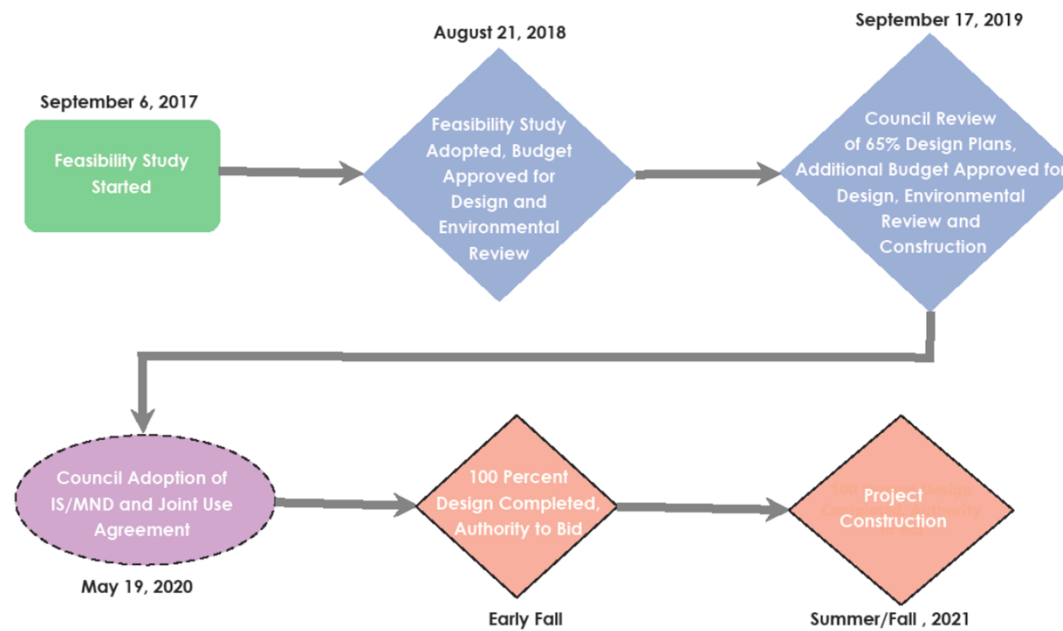 September 6, 2017
Feasibility Study
Started
August 21, 2018
Feasibility Study
Adopted, Budget
Approved for
Design and
Environmental
Review
September 17, 2019
Council Review
of 65% Design Plans,
Additional Budget Approved for
Design, Environmental
Review and
Construction
Council Adoption of
IS/MND and Joint Use
Agreement
May 19, 2020
100 Percent
Design Completed,
Authority to Bid
Early Fall
Project
Construction
Summer/Fall , 2021